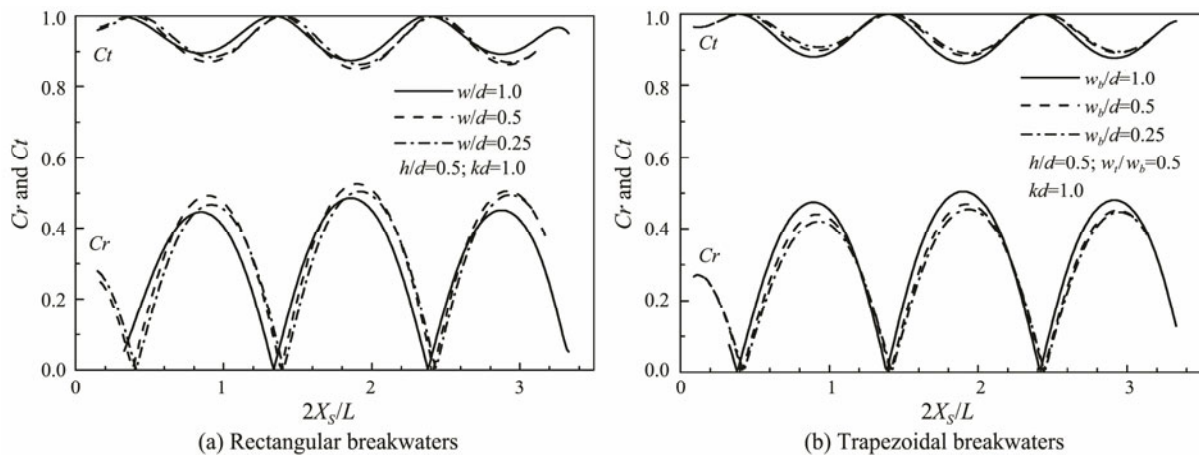 1.0
0.8
0.6
0.4
0.2
0.0
Cr and Ct
Ct
w/d=1.0
w/d=0.5
w/d=0.25
h/d=0.5; kd=1.0
Cr
0 1 2 3
2X_S/L
(a) Rectangular breakwaters
1.0
0.8
0.6
0.4
0.2
0.0
Cr and Ct
Ct
w_b/d=1.0
w_b/d=0.5
w_b/d=0.25
h/d=0.5; w_t/w_b=0.5
kd=1.0
Cr
0 1 2 3
2X_S/L
(b) Trapezoidal breakwaters